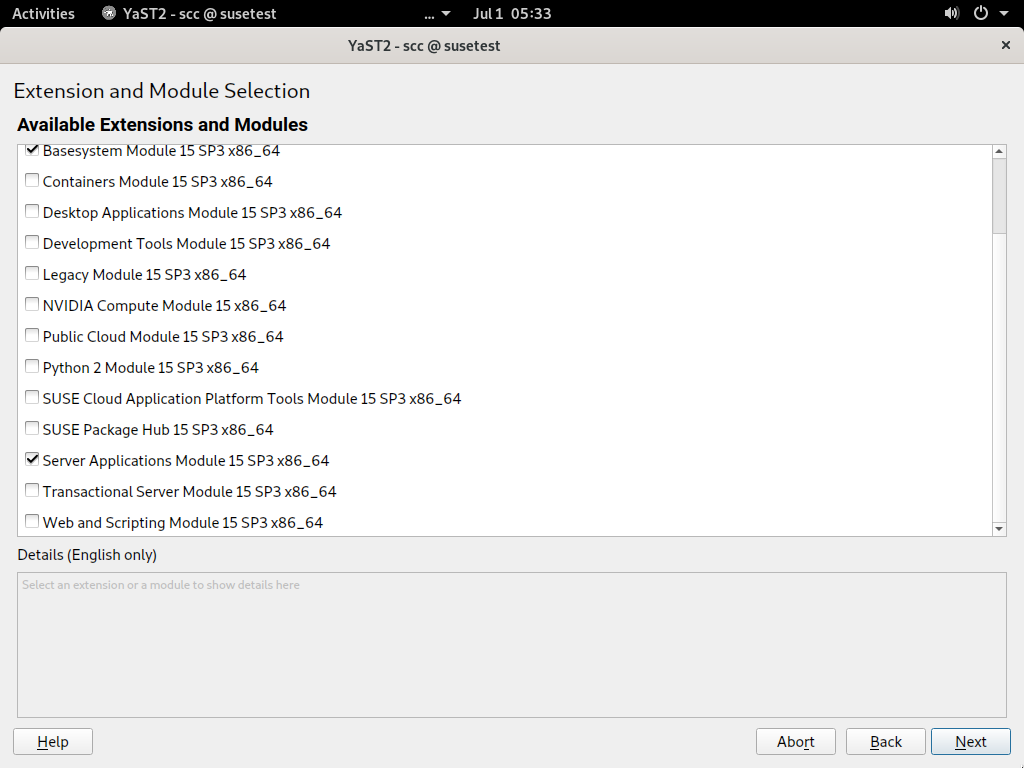 Activities YaST2 - scc @ susetest ... Jul 1 05:33
YaST2 - scc @ susetest
Extension and Module Selection
Available Extensions and Modules
Basesystem Module 15 SP3 x86_64
Containers Module 15 SP3 x86_64
Desktop Applications Module 15 SP3 x86_64
Development Tools Module 15 SP3 x86_64
Legacy Module 15 SP3 x86_64
NVIDIA Compute Module 15 x86_64
Public Cloud Module 15 SP3 x86_64
Python 2 Module 15 SP3 x86_64
SUSE Cloud Application Platform Tools Module 15 SP3 x86_64
SUSE Package Hub 15 SP3 x86_64
Server Applications Module 15 SP3 x86_64
Transactional Server Module 15 SP3 x86_64
Web and Scripting Module 15 SP3 x86_64
Details (English only)
Select an extension or a module to show details here
Help Abort Back Next